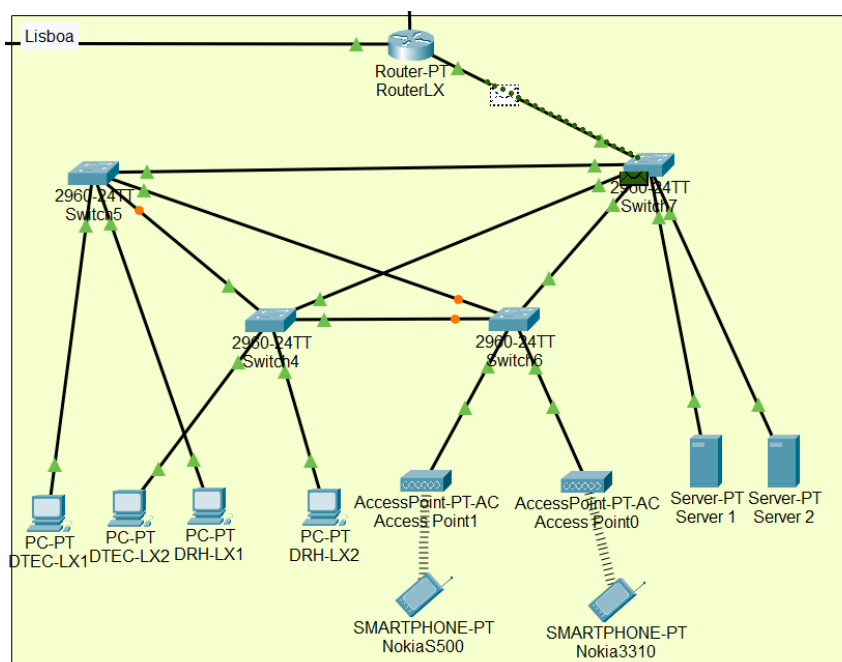 Lisboa
Router-PT
RouterLX
2960-24TT
Switch5
2960-24TT
Switch7
2960-24TT
Switch4
2960-24TT
Switch6
PC-PT
DTEC-LX1
PC-PT
DTEC-LX2
PC-PT
DRH-LX1
PC-PT
DRH-LX2
AccessPoint-PT-AC
Access Point1
AccessPoint-PT-AC
Access Point0
Server-PT
Server 1
Server-PT
Server 2
SMARTPHONE-PT
NokiaS500
SMARTPHONE-PT
Nokia3310